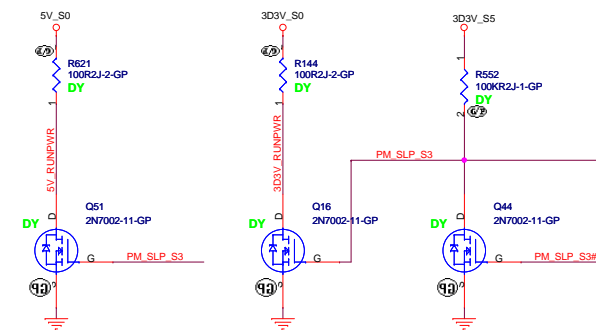 5V_S0
3D3V_S0
3D3V_S5
R621
100R2J-2-GP
DY
R144
100R2J-2-GP
DY
R552
100KR2J-1-GP
DY
1
1
1
2
5V_RUNPWR
3D3V_RUNPWR
PM_SLP_S3
Q51
2N7002-11-GP
DY
D
G
PM_SLP_S3
Q16
2N7002-11-GP
DY
D
G
Q44
2N7002-11-GP
DY
D
G
PM_SLP_S3#